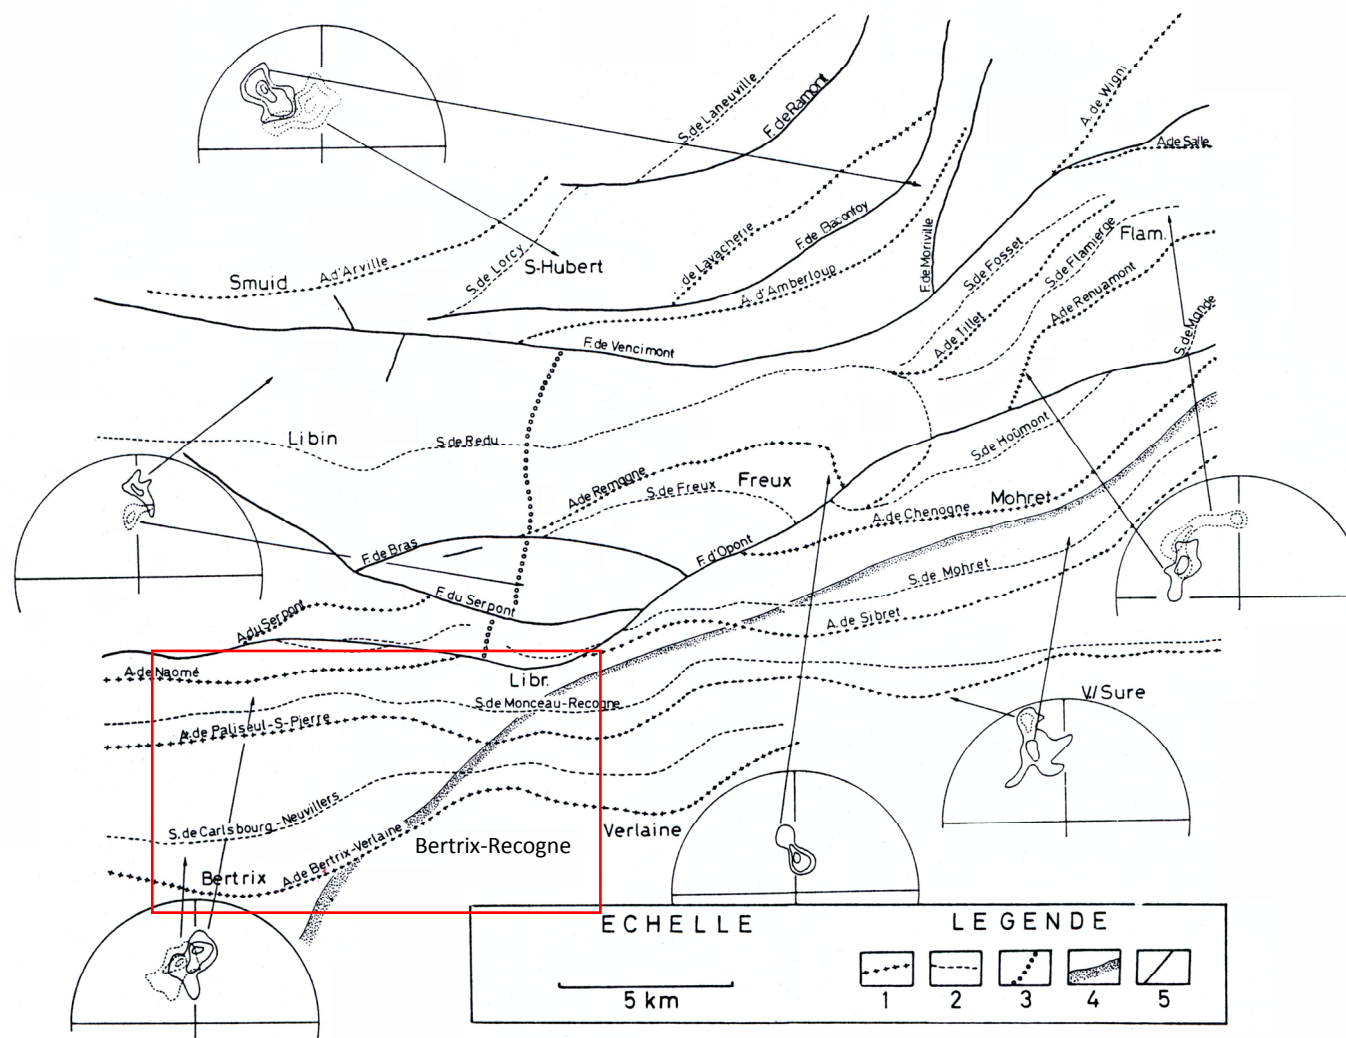 S. de Laneuville
F. de Ramont
A. de Wigni
A. de Salle
F. de Baconfoy
. de Lavacherie
F. de Moriville
S. de Fosset
S. de Flamierge
Flam.
S. de Lorcy
S-Hubert
A. d'Arville
Smuid
A. d'Amberloup
A. de Tillet
A. de Renuamont
S. de Mande
F. de Vencimont
Libin
S. de Redu
S. de Houmont
A. de Remagne
S. de Freux
Freux
Mohret
A. de Chenogne
F. de Bras
F. d'Opont
S. de Mohret
F. du Serpont
A. du Serpont
A. de Sibret
A. de Naomé
Libr.
V./Sure
S. de Monceau-Recogne
A. de Paliseul-S-Pierre
S. de Carlsbourg-Neuvillers
Verlaine
A. de Bertrix-Verlaine
Bertrix-Recogne
Bertrix
ECHELLE
LEGENDE
5 km
1 2 3 4 5